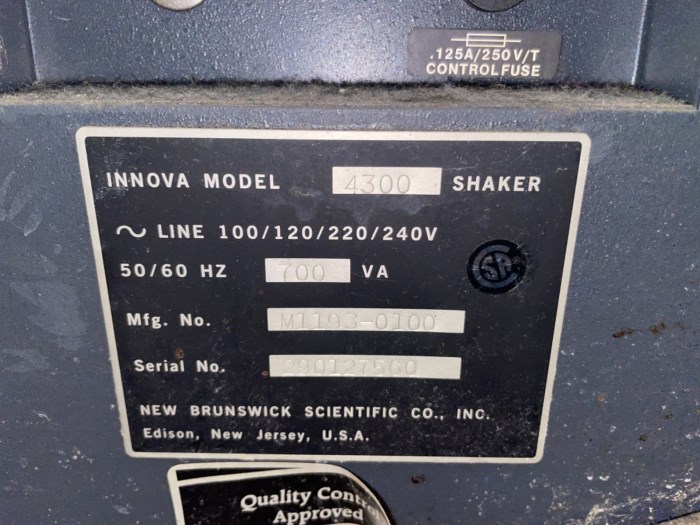 .125A/250V/T
CONTROL FUSE
INNOVA MODEL 4300 SHAKER
~ LINE 100/120/220/240V
50/60 HZ 700 VA
Mfg. No. M1193-0100
Serial No.
NEW BRUNSWICK SCIENTIFIC CO., INC.
Edison, New Jersey, U.S.A.
Quality Control
Approved